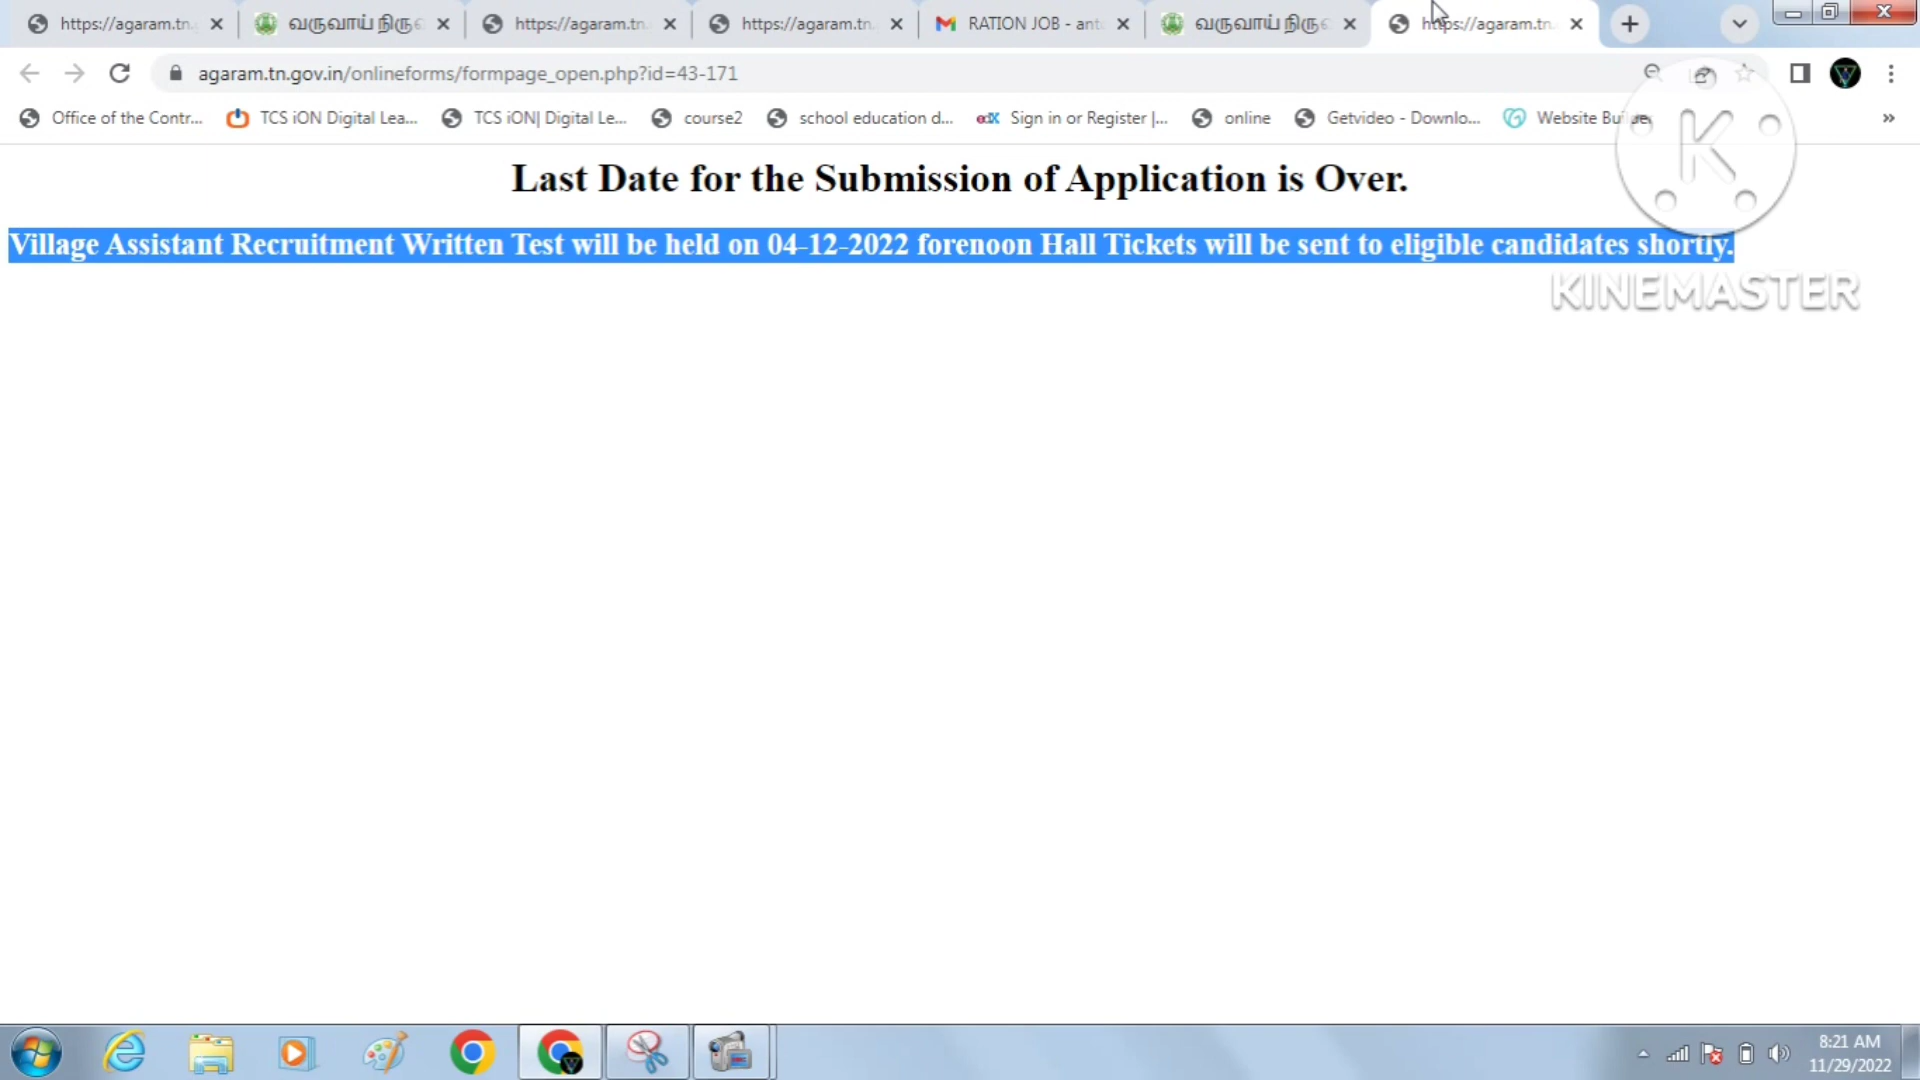 https://agaram.tn.
வருவாய் நிரு
https://agaram.tn.
https://agaram.tn.
RATION JOB - ant
வருவாய் நிரு
https://agaram.tn.
agaram.tn.gov.in/onlineforms/formpage_open.php?id=43-171
Office of the Contr...
TCS iON Digital Lea...
TCS iON| Digital Le...
course2
school education d...
edX Sign in or Register |...
online
Getvideo - Downlo...
Website Builder
»
Last Date for the Submission of Application is Over.
Village Assistant Recruitment Written Test will be held on 04-12-2022 forenoon Hall Tickets will be sent to eligible candidates shortly.
KINEMASTER
8:21 AM
11/29/2022